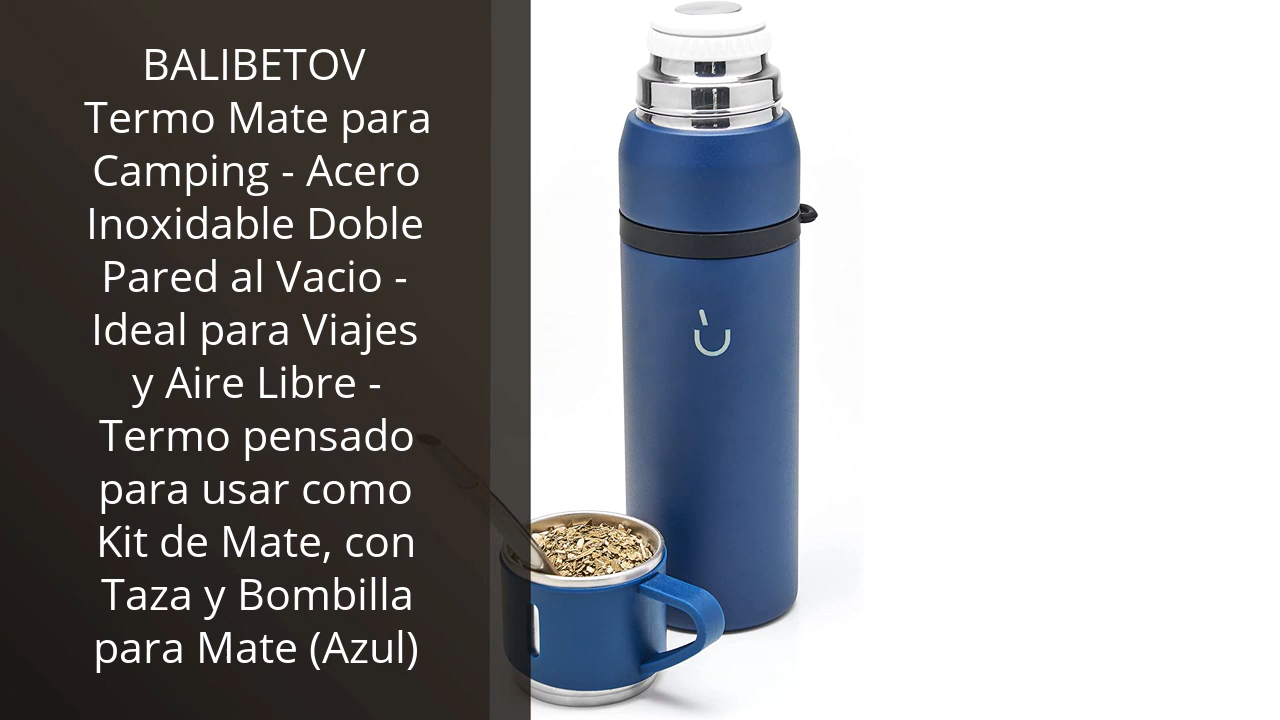 BALIBETOV
Termo Mate para
Camping - Acero
Inoxidable Doble
Pared al Vacio -
Ideal para Viajes
y Aire Libre -
Termo pensado
para usar como
Kit de Mate, con
Taza y Bombilla
para Mate (Azul)